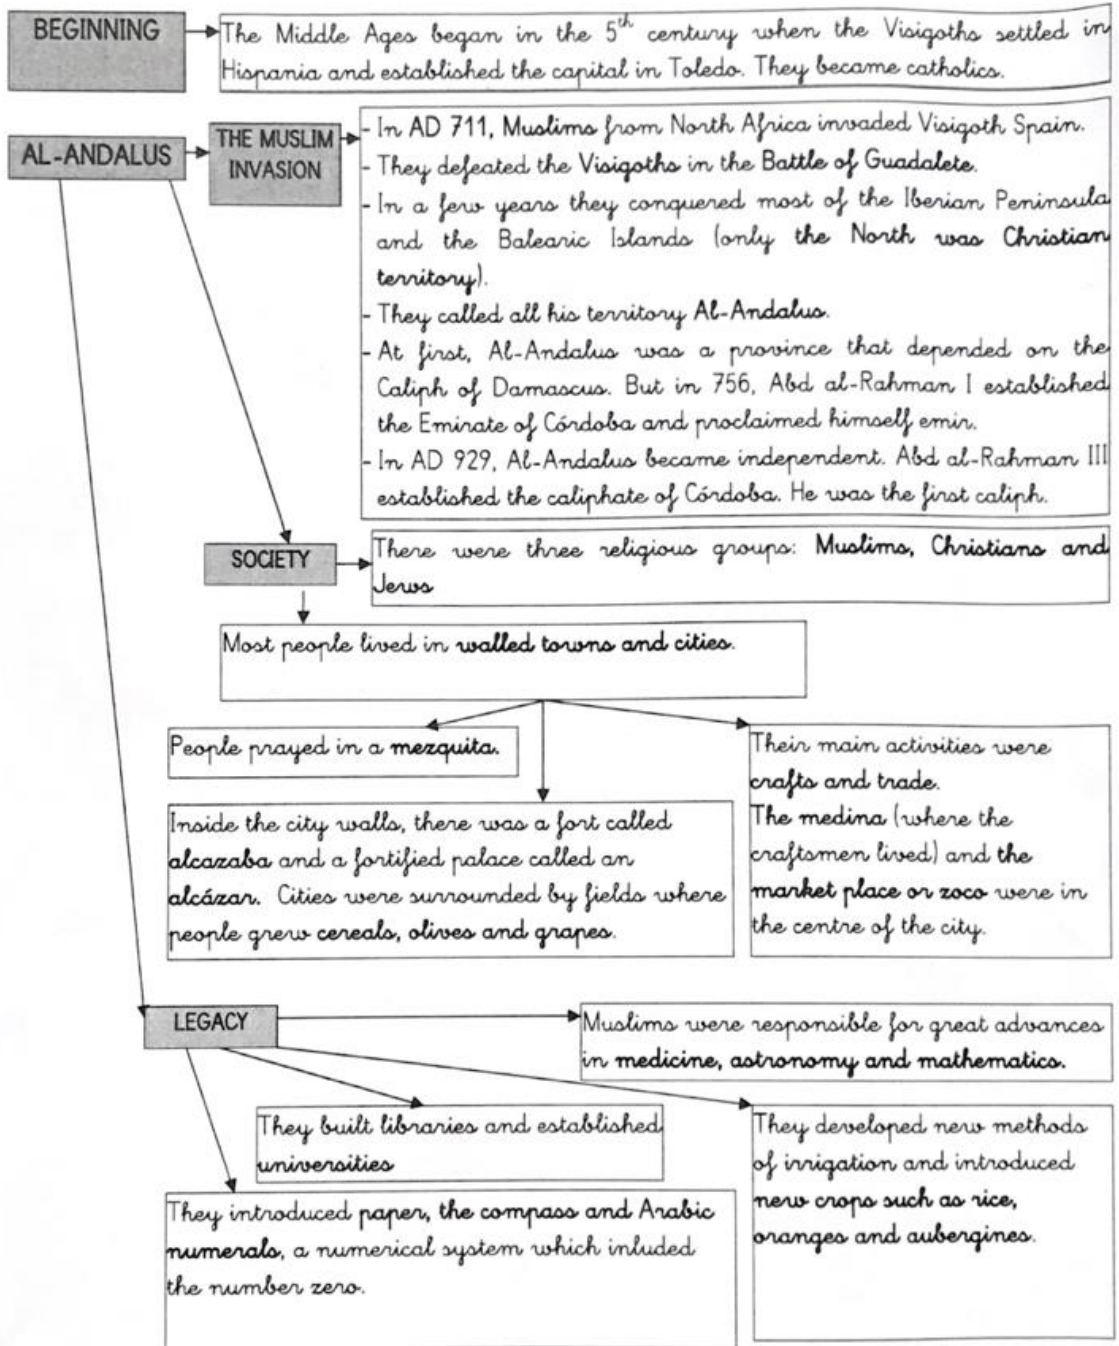 BEGINNING
The Middle Ages began in the 5th century when the Visigoths settled in
Hispania and established the capital in Toledo. They became catholics.
AL-ANDALUS
THE MUSLIM
INVASION
- In AD 711, Muslims from North Africa invaded Visigoth Spain.
- They defeated the Visigoths in the Battle of Guadalete.
- In a few years they conquered most of the Iberian Peninsula
and the Balearic Islands (only the North was Christian
territory).
- They called all his territory Al-Andalus.
- At first, Al-Andalus was a province that depended on the
Caliph of Damascus. But in 756, Abd al-Rahman I established
the Emirate of Córdoba and proclaimed himself emir.
- In AD 929, Al-Andalus became independent. Abd al-Rahman III
established the caliphate of Córdoba. He was the first caliph.
SOCIETY
There were three religious groups: Muslims, Christians and
Jews
Most people lived in walled towns and cities.
People prayed in a mezquita.
Inside the city walls, there was a fort called
alcazaba and a fortified palace called an
alcázar. Cities were surrounded by fields where
people grew cereals, olives and grapes.
Their main activities were
crafts and trade.
The medina (where the
craftsmen lived) and the
market place or zoco were in
the centre of the city.
LEGACY
Muslims were responsible for great advances
in medicine, astronomy and mathematics.
They built libraries and established
universities
They developed new methods
of irrigation and introduced
new crops such as rice,
oranges and aubergines.
They introduced paper, the compass and Arabic
numerals, a numerical system which inluded
the number zero.